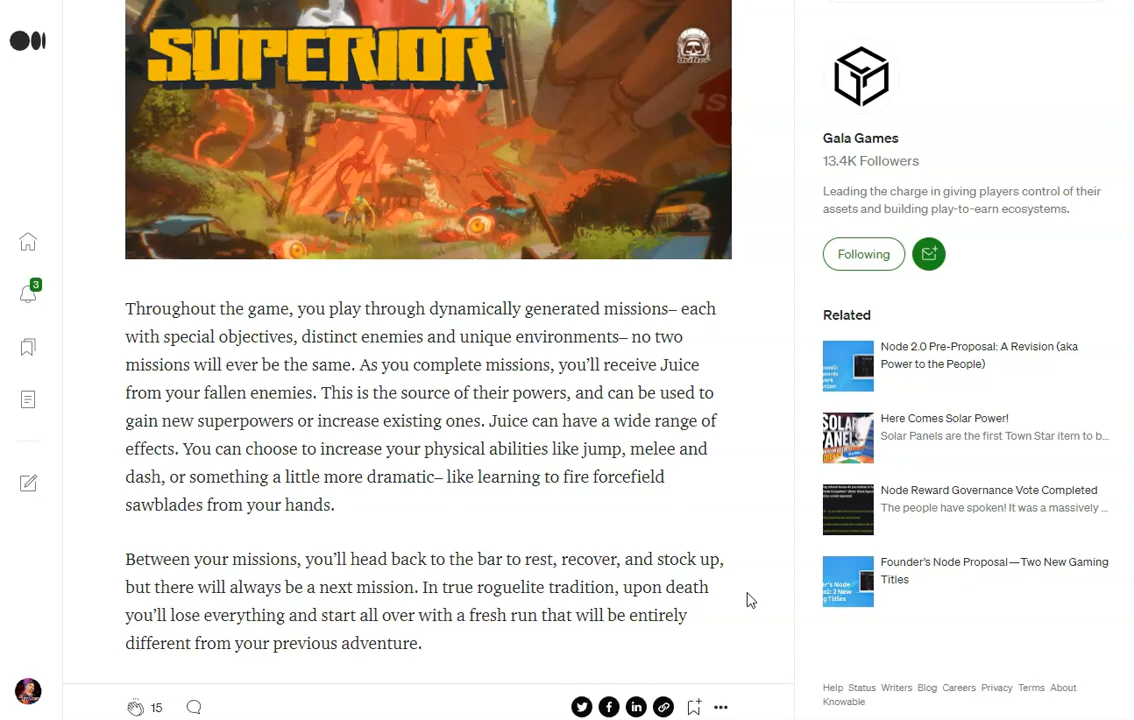 SUPERIOR
Throughout the game, you play through dynamically generated missions– each
with special objectives, distinct enemies and unique environments– no two
missions will ever be the same. As you complete missions, you’ll receive Juice
from your fallen enemies. This is the source of their powers, and can be used to
gain new superpowers or increase existing ones. Juice can have a wide range of
effects. You can choose to increase your physical abilities like jump, melee and
dash, or something a little more dramatic– like learning to fire forcefield
sawblades from your hands.
Between your missions, you’ll head back to the bar to rest, recover, and stock up,
but there will always be a next mission. In true roguelite tradition, upon death
you’ll lose everything and start all over with a fresh run that will be entirely
different from your previous adventure.
15
3
Gala Games
13.4K Followers
Leading the charge in giving players control of their
assets and building play-to-earn ecosystems.
Following
Related
Node 2.0 Pre-Proposal: A Revision (aka
Power to the People)
Here Comes Solar Power!
Solar Panels are the first Town Star item to b...
Node Reward Governance Vote Completed
The people have spoken! It was a massively ...
Founder’s Node Proposal — Two New Gaming
Titles
Help Status Writers Blog Careers Privacy Terms About
Knowable